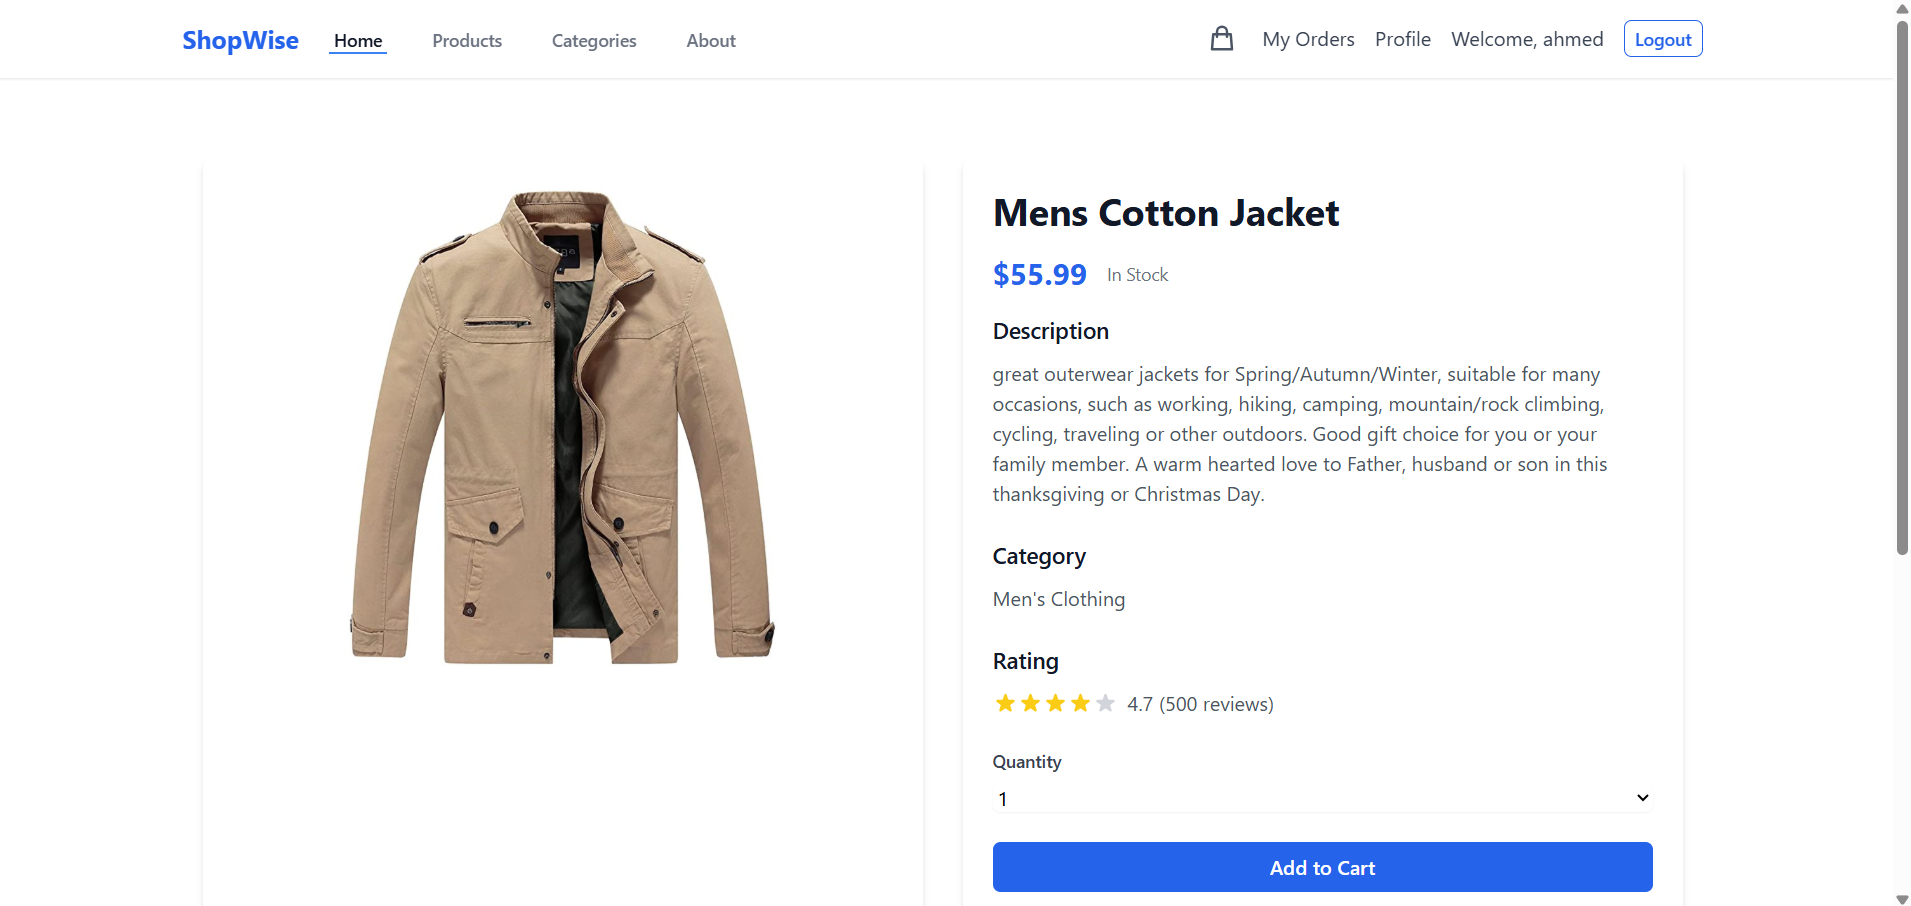 ShopWise Home Products Categories About My Orders Profile Welcome, ahmed Logout
Mens Cotton Jacket
$55.99 In Stock
Description
great outerwear jackets for Spring/Autumn/Winter, suitable for many
occasions, such as working, hiking, camping, mountain/rock climbing,
cycling, traveling or other outdoors. Good gift choice for you or your
family member. A warm hearted love to Father, husband or son in this
thanksgiving or Christmas Day.
Category
Men's Clothing
Rating
4.7 (500 reviews)
Quantity
1
Add to Cart